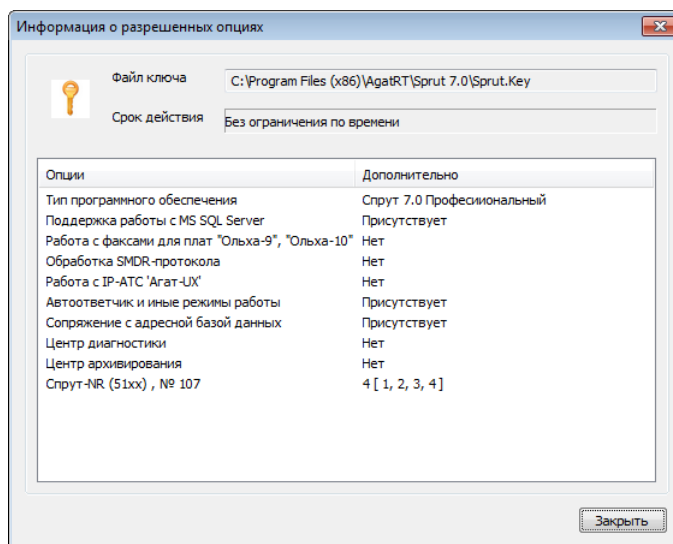 Информация о разрешенных опциях
Файл ключа C:\Program Files (x86)\AgatRT\Sprut 7.0\Sprut.Key
Срок действия Без ограничения по времени
Опции Дополнительно
Тип программного обеспечения Спрут 7.0 Професиональный
Поддержка работы с MS SQL Server Присутствует
Работа с факсами для плат "Ольха-9", "Ольха-10" Нет
Обработка SMDR-протокола Нет
Работа с IP-АТС 'Агат-UX' Нет
Автоответчик и иные режимы работы Присутствует
Сопряжение с адресной базой данных Присутствует
Центр диагностики Нет
Центр архивирования Нет
Спрут-NR (51xx) , № 107 4 [ 1, 2, 3, 4 ]
Закрыть